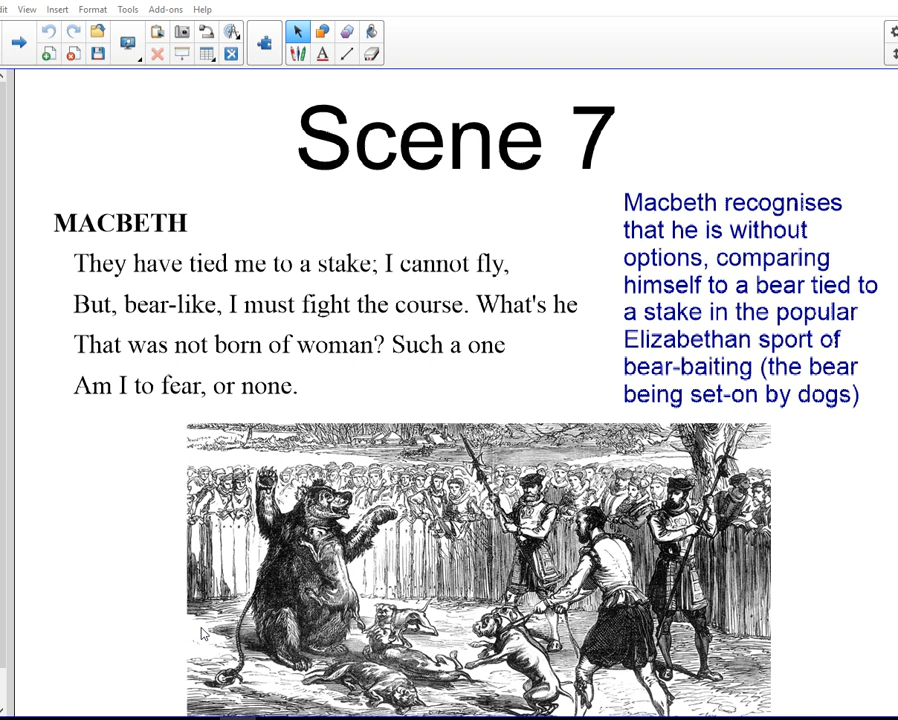 dit View Insert Format Tools Add-ons Help
Scene 7
MACBETH
They have tied me to a stake; I cannot fly,
But, bear-like, I must fight the course. What's he
That was not born of woman? Such a one
Am I to fear, or none.
Macbeth recognises
that he is without
options, comparing
himself to a bear tied to
a stake in the popular
Elizabethan sport of
bear-baiting (the bear
being set-on by dogs)